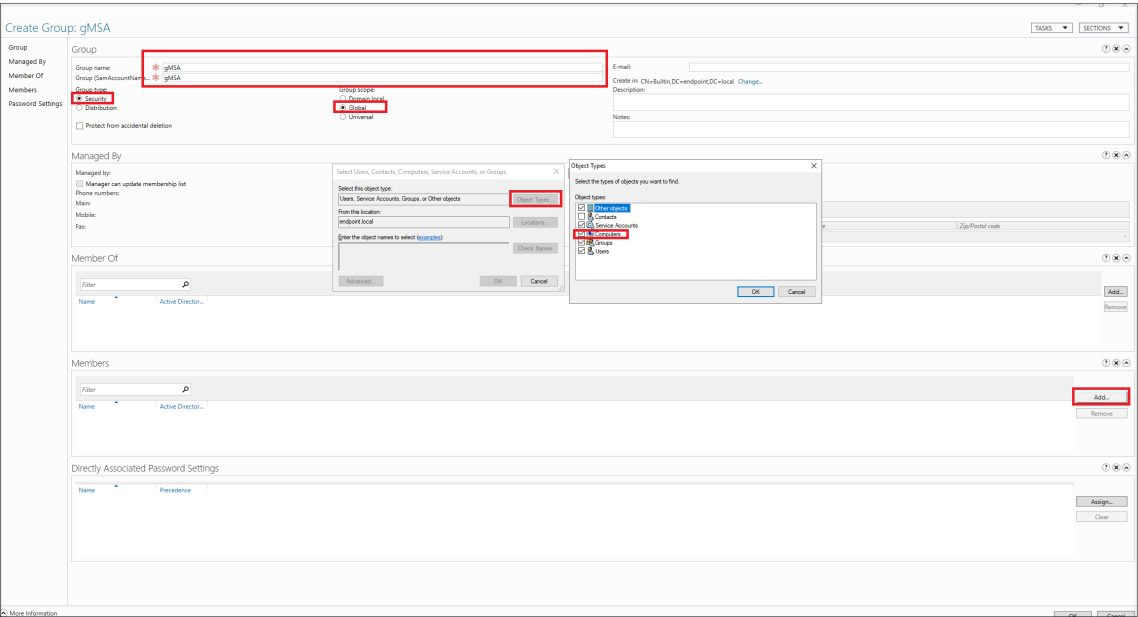 Create Group: gMSA
TASKS
SECTIONS
Group
Managed By
Member Of
Members
Password Settings
Group
Group name:
gMSA
Group (SamAccountName...
gMSA
Group type:
Security
Distribution
Group scope:
Domain local
Global
Universal
Protect from accidental deletion
E-mail:
Create in: CN=Builtin,DC=endpoint,DC=local Change...
Description:
Notes:
Managed By
Managed by:
Manager can update membership list
Phone numbers:
Main:
Mobile:
Fax:
Zip/Postal code
Select Users, Contacts, Computers, Service Accounts, or Groups
Select this object type:
Users, Service Accounts, Groups, or Other objects
Object Types...
From this location:
endpoint.local
Locations...
Enter the object names to select (examples):
Check Names
Advanced...
OK
Cancel
Object Types
Select the types of objects you want to find.
Object types:
Other objects
Contacts
Service Accounts
Computers
Groups
Users
OK
Cancel
Member Of
Filter
Name
Active Director...
Add...
Remove
Members
Filter
Name
Active Director...
Add...
Remove
Directly Associated Password Settings
Name
Precedence
Assign...
Clear
More Information
OK
Cancel